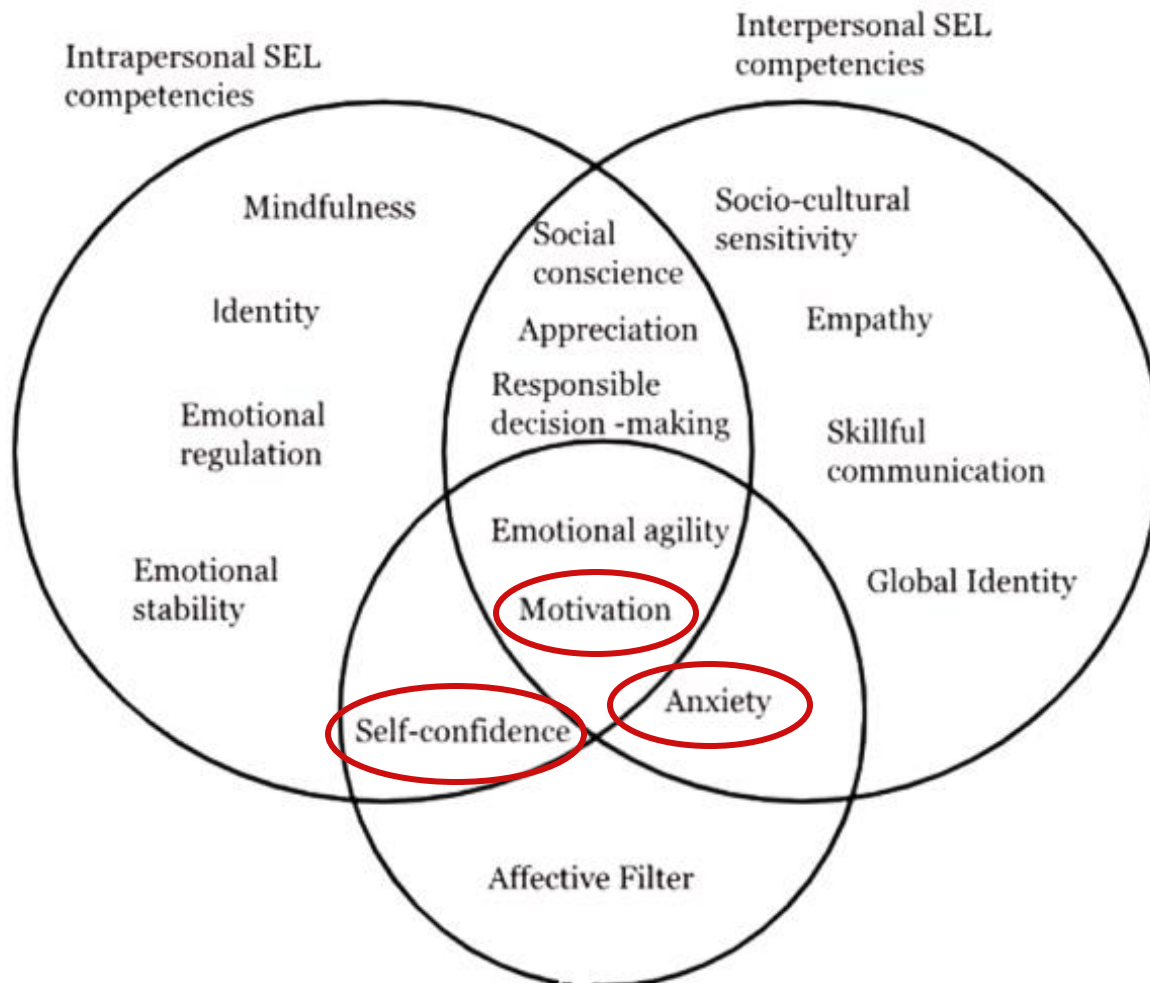 Intrapersonal SEL
competencies
Interpersonal SEL
competencies
Mindfulness
Identity
Emotional
regulation
Emotional
stability
Social
conscience
Appreciation
Responsible
decision -making
Socio-cultural
sensitivity
Empathy
Skillful
communication
Global Identity
Emotional agility
Motivation
Self-confidence
Anxiety
Affective Filter